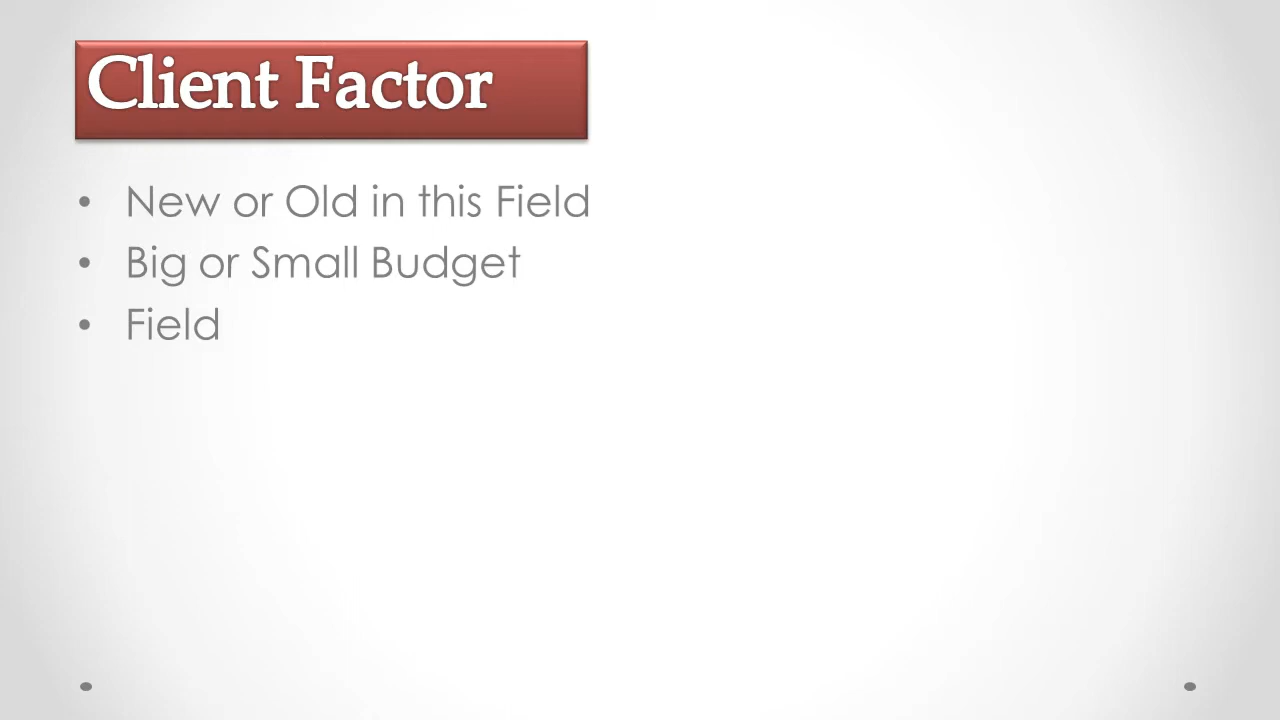 Client Factor
• New or Old in this Field
• Big or Small Budget
• Field